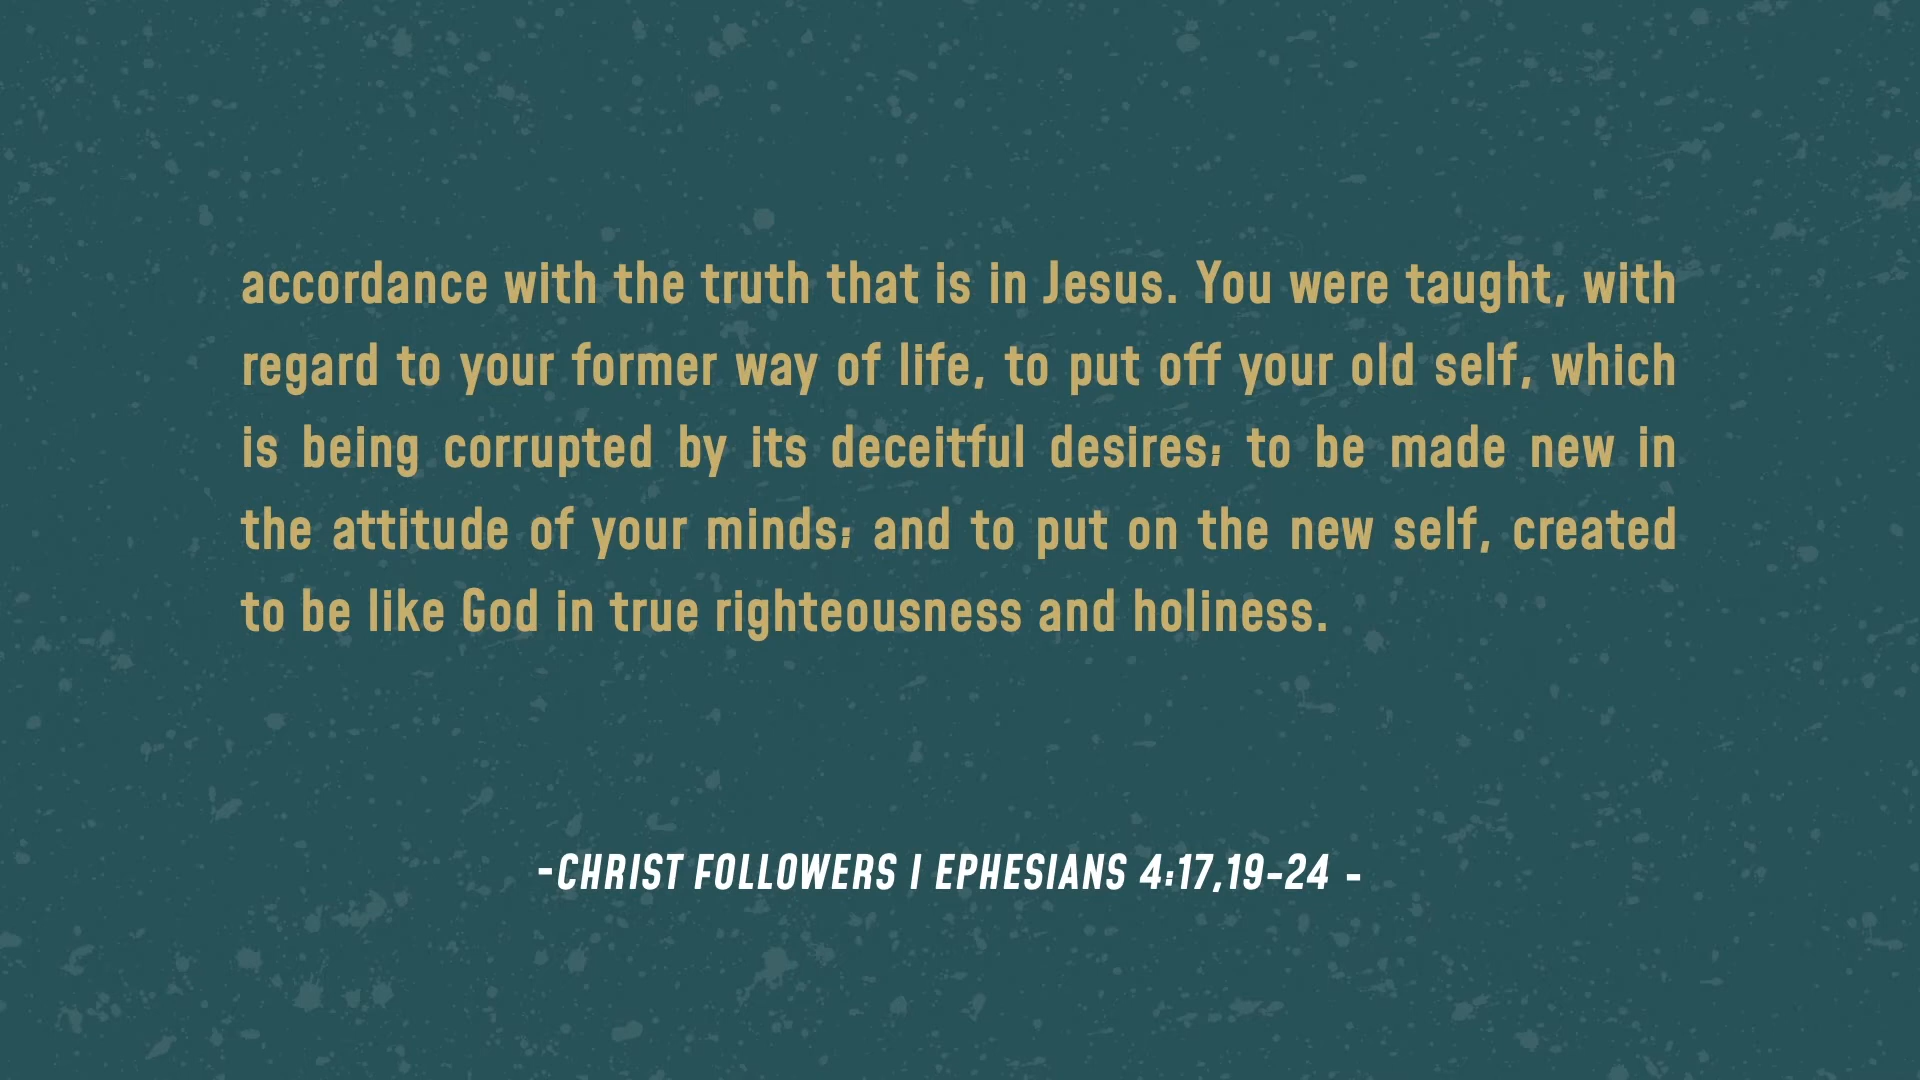 accordance with the truth that is in Jesus. You were taught, with
regard to your former way of life, to put off your old self, which
is being corrupted by its deceitful desires; to be made new in
the attitude of your minds; and to put on the new self, created
to be like God in true righteousness and holiness.
-CHRIST FOLLOWERS | EPHESIANS 4:17,19-24 -